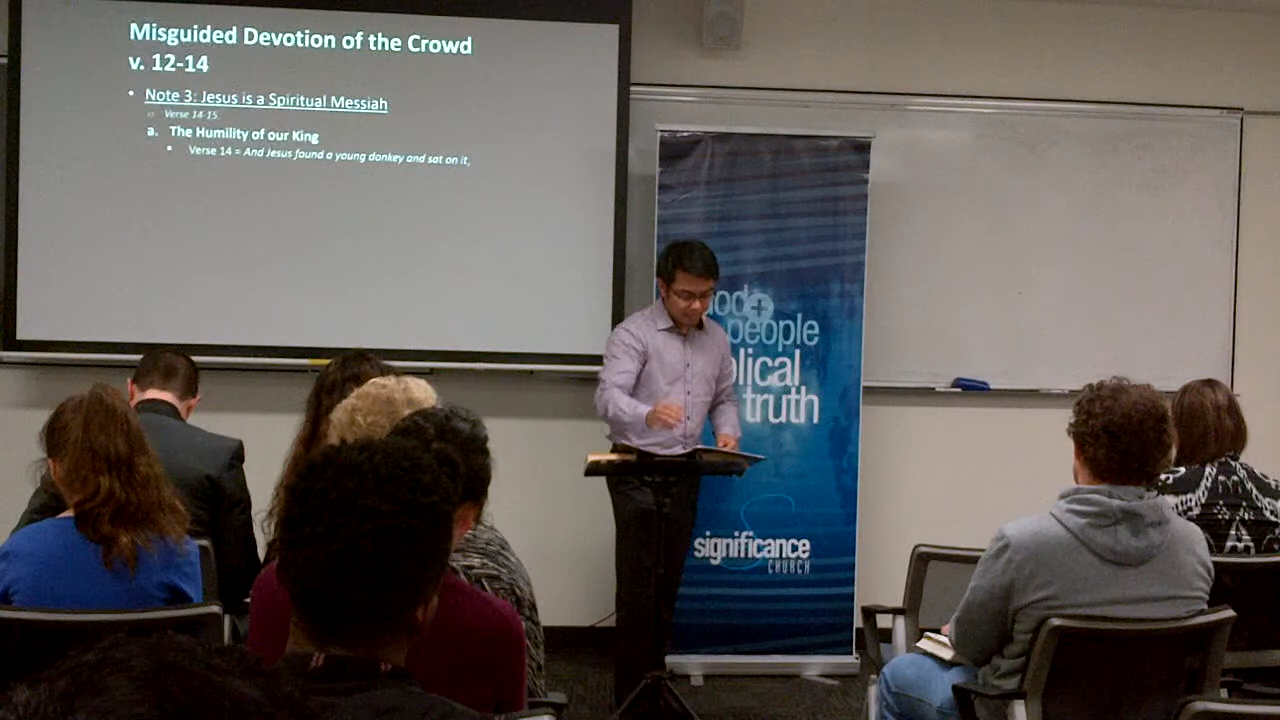 Misguided Devotion of the Crowd
v. 12-14
• Note 3: Jesus is a Spiritual Messiah
Verse 14-15.
a. The Humility of our King
Verse 14 = And Jesus found a young donkey and sat on it,
people
truth
significance
CHURCH